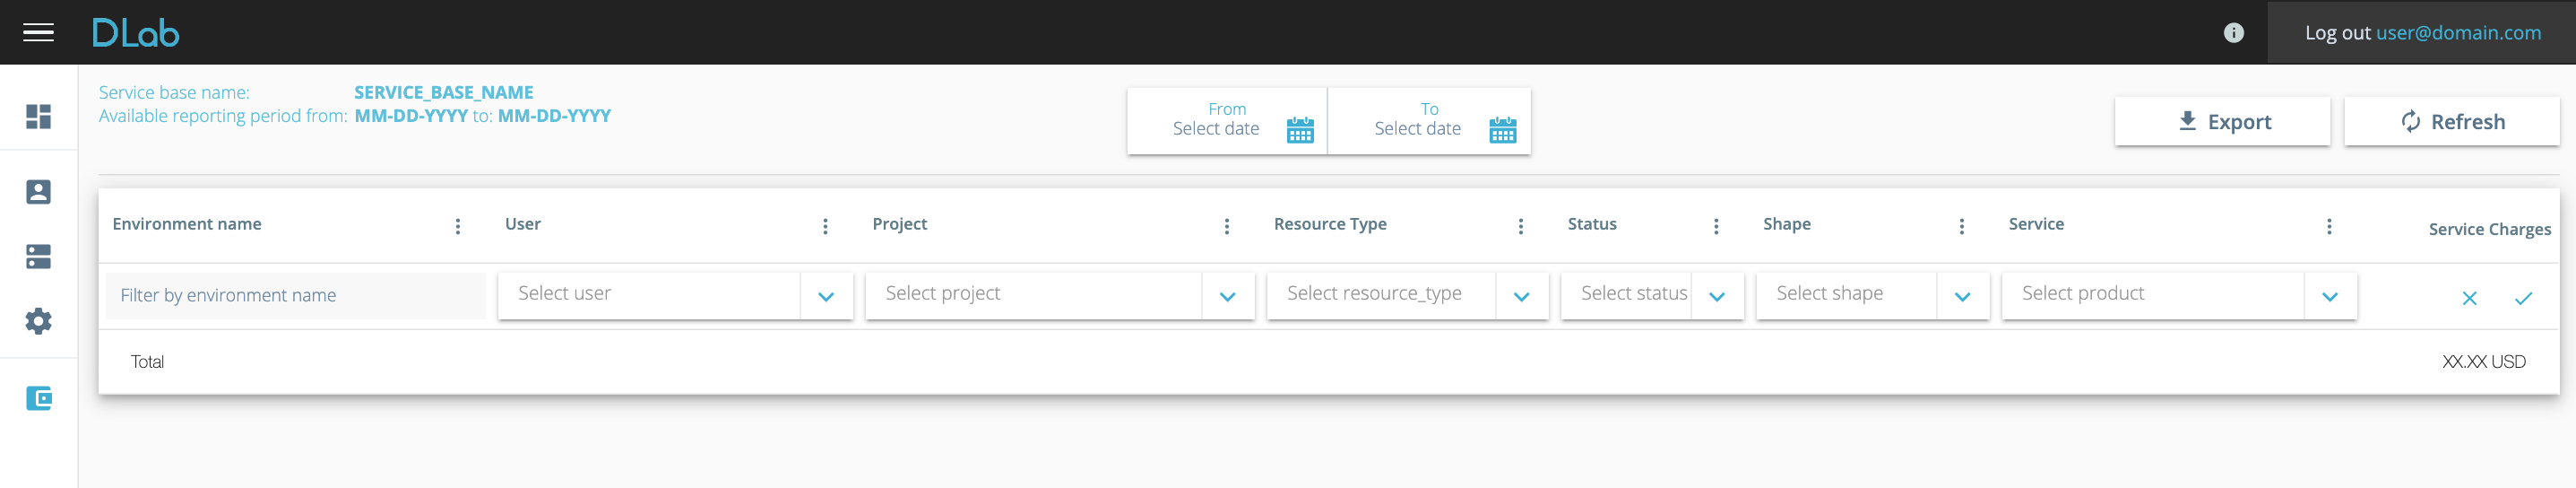 DLab
Log out user@domain.com
Service base name: SERVICE_BASE_NAME
Available reporting period from: MM-DD-YYYY to: MM-DD-YYYY
From
Select date
To
Select date
Export
Refresh
Environment name User Project Resource Type Status Shape Service Service Charges
Filter by environment name Select user Select project Select resource_type Select status Select shape Select product
Total XX.XX USD